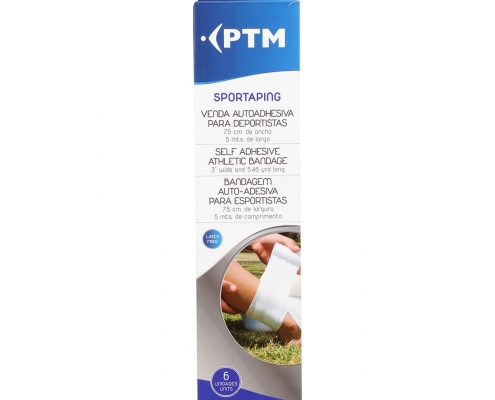 PTM
SPORTAPING
VENDA AUTOADHESIVA
PARA DEPORTISTAS
7.5 cm. de ancho
5 mts. de largo
SELF ADHESIVE
ATHLETIC BANDAGE
3" wide and 5.46 yrd long
BANDAGEM
AUTO-ADESIVA
PARA ESPORTISTAS
7.5 cm. de largura
5 mts. de comprimento
LATEX
FREE
6
UNIDADES
UNITS